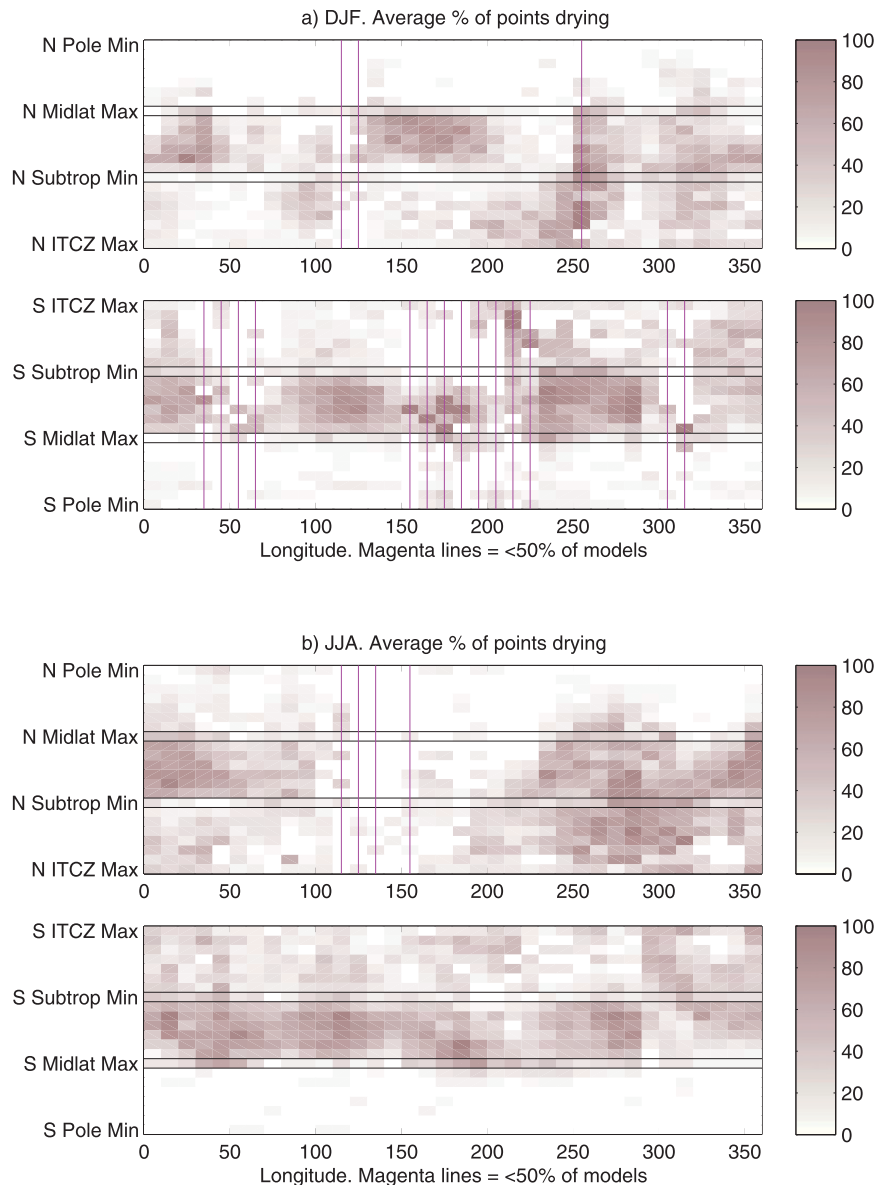 a) DJF. Average % of points drying
N Pole Min
N Midlat Max
N Subtrop Min
N ITCZ Max
0 50 100 150 200 250 300 350
100
80
60
40
20
0
S ITCZ Max
S Subtrop Min
S Midlat Max
S Pole Min
0 50 100 150 200 250 300 350
Longitude. Magenta lines = <50% of models
100
80
60
40
20
0
b) JJA. Average % of points drying
N Pole Min
N Midlat Max
N Subtrop Min
N ITCZ Max
0 50 100 150 200 250 300 350
100
80
60
40
20
0
S ITCZ Max
S Subtrop Min
S Midlat Max
S Pole Min
0 50 100 150 200 250 300 350
Longitude. Magenta lines = <50% of models
100
80
60
40
20
0